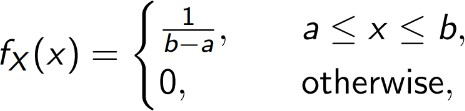 f_X(x) = { 1/(b−a), a ≤ x ≤ b,
0, otherwise,